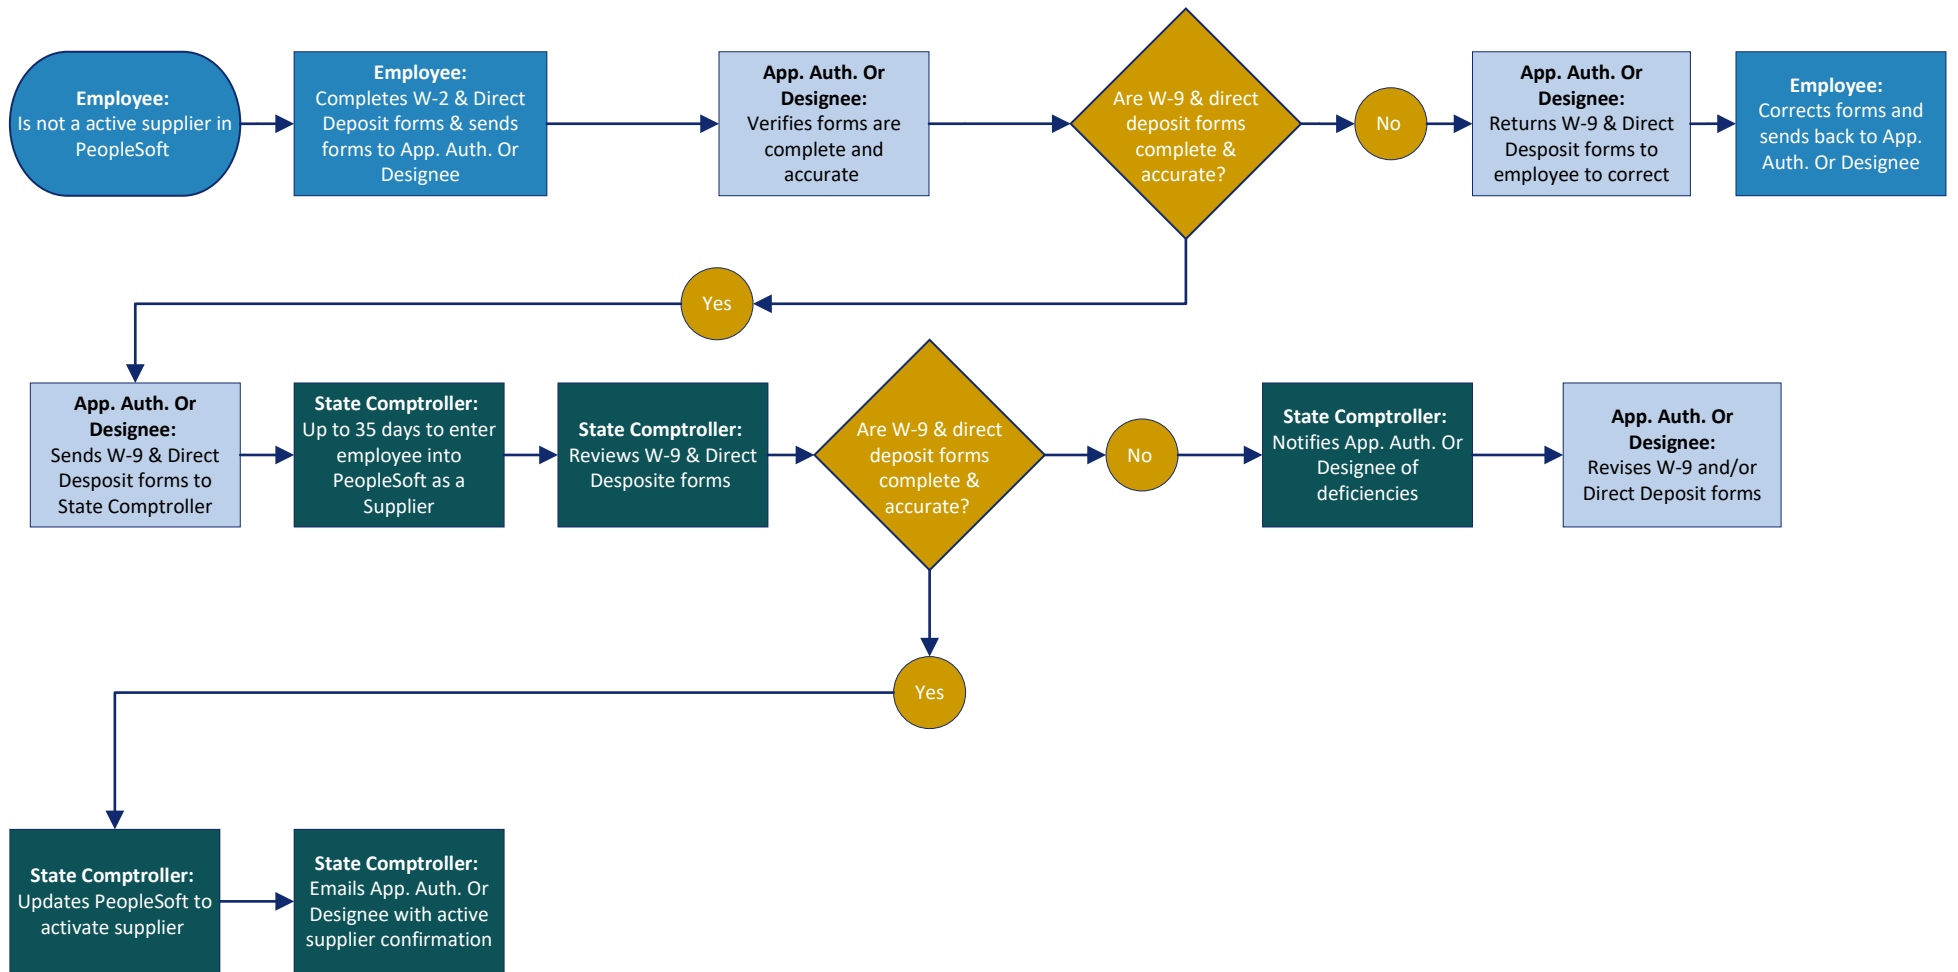 Employee:
Is not a active supplier in
PeopleSoft
Employee:
Completes W-2 & Direct
Deposit forms & sends
forms to App. Auth. Or
Designee
App. Auth. Or
Designee:
Verifies forms are
complete and
accurate
Are W-9 & direct
deposit forms
complete &
accurate?
No
App. Auth. Or
Designee:
Returns W-9 & Direct
Desposit forms to
employee to correct
Employee:
Corrects forms and
sends back to App.
Auth. Or Designee
Yes
App. Auth. Or
Designee:
Sends W-9 & Direct
Desposit forms to
State Comptroller
State Comptroller:
Up to 35 days to enter
employee into
PeopleSoft as a
Supplier
State Comptroller:
Reviews W-9 & Direct
Desposite forms
Are W-9 & direct
deposit forms
complete &
accurate?
No
State Comptroller:
Notifies App. Auth. Or
Designee of
deficiencies
App. Auth. Or
Designee:
Revises W-9 and/or
Direct Deposit forms
Yes
State Comptroller:
Updates PeopleSoft to
activate supplier
State Comptroller:
Emails App. Auth. Or
Designee with active
supplier confirmation